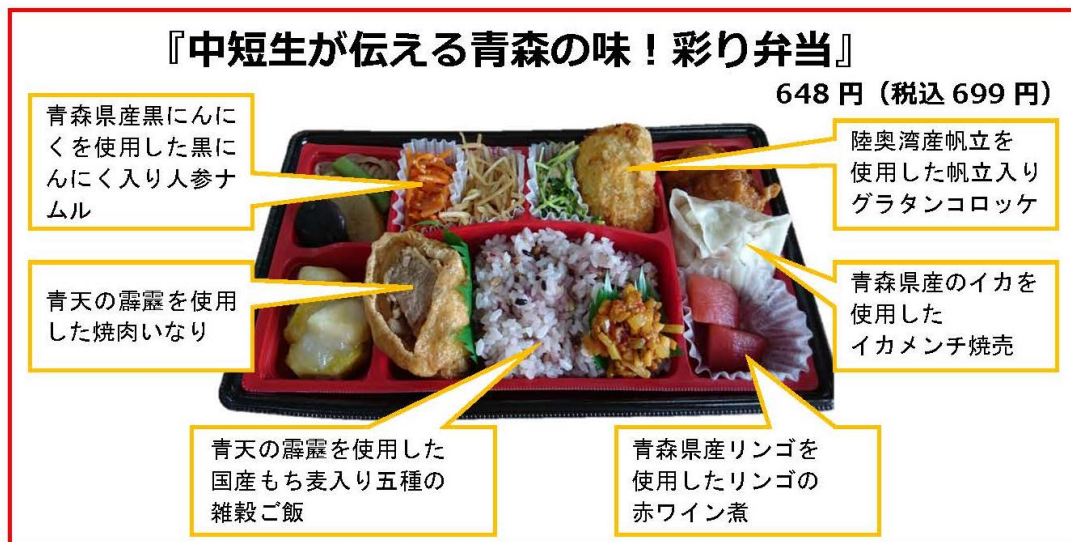 『中短生が伝える青森の味！彩り弁当』
648 円（税込 699 円）
青森県産黒にんに
くを使用した黒に
んにく入り人参ナ
ムル
陸奥湾産帆立を
使用した帆立入り
グラタンコロッケ
青天の霹靂を使用
した焼肉いなり
青森県産のイカを
使用した
イカメンチ焼売
青天の霹靂を使用した
国産もち麦入り五種の
雑穀ご飯
青森県産リンゴを
使用したリンゴの
赤ワイン煮